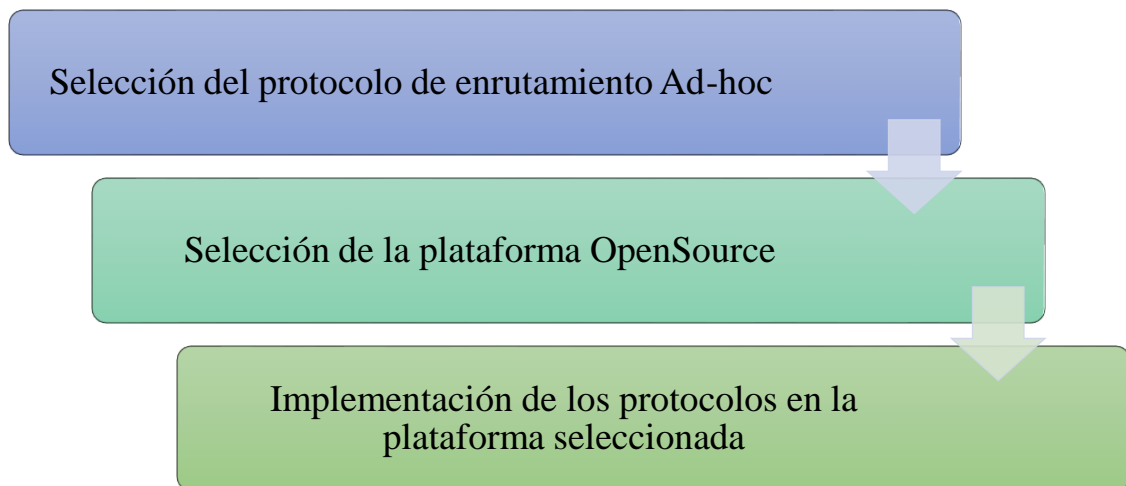 Selección del protocolo de enrutamiento Ad-hoc
Selección de la plataforma OpenSource
Implementación de los protocolos en la
plataforma seleccionada